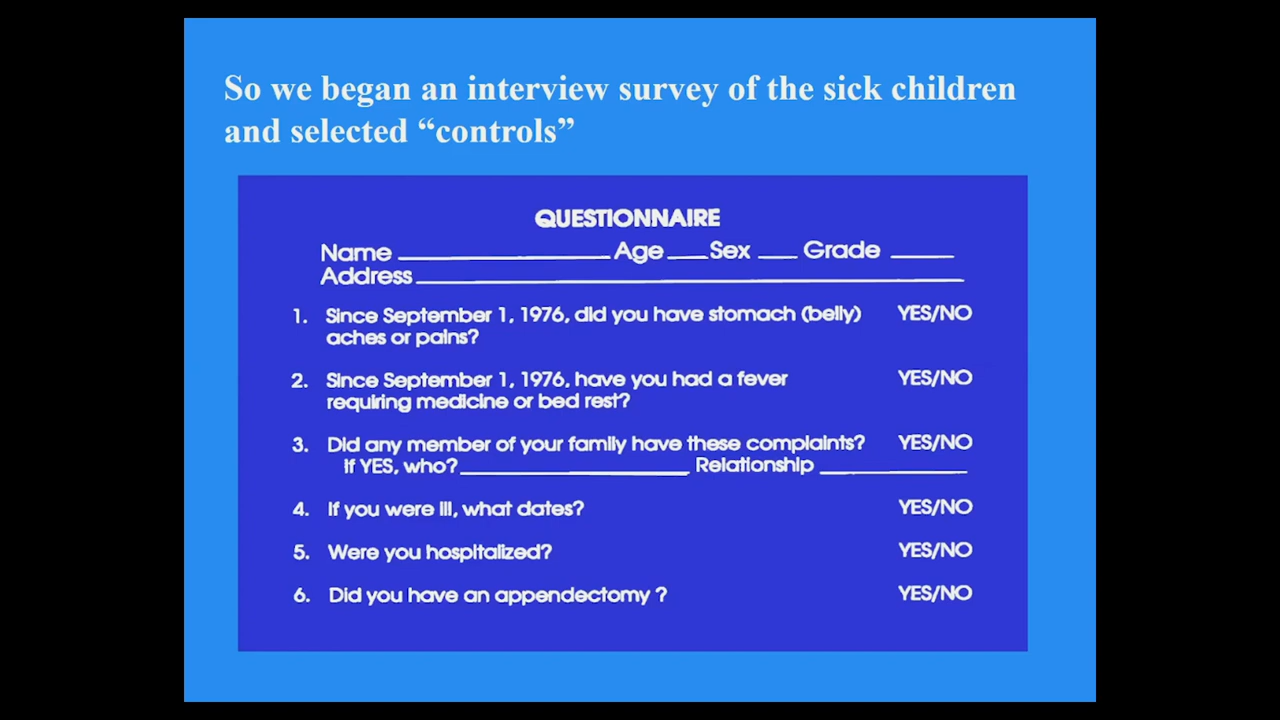 So we began an interview survey of the sick children
and selected “controls”
QUESTIONNAIRE
Name ____________ Age ___ Sex ___ Grade ____
Address ______________________________
1. Since September 1, 1976, did you have stomach (belly) YES/NO
aches or pains?
2. Since September 1, 1976, have you had a fever YES/NO
requiring medicine or bed rest?
3. Did any member of your family have these complaints? YES/NO
If YES, who? ____________ Relationship ________
4. If you were ill, what dates? YES/NO
5. Were you hospitalized? YES/NO
6. Did you have an appendectomy ? YES/NO